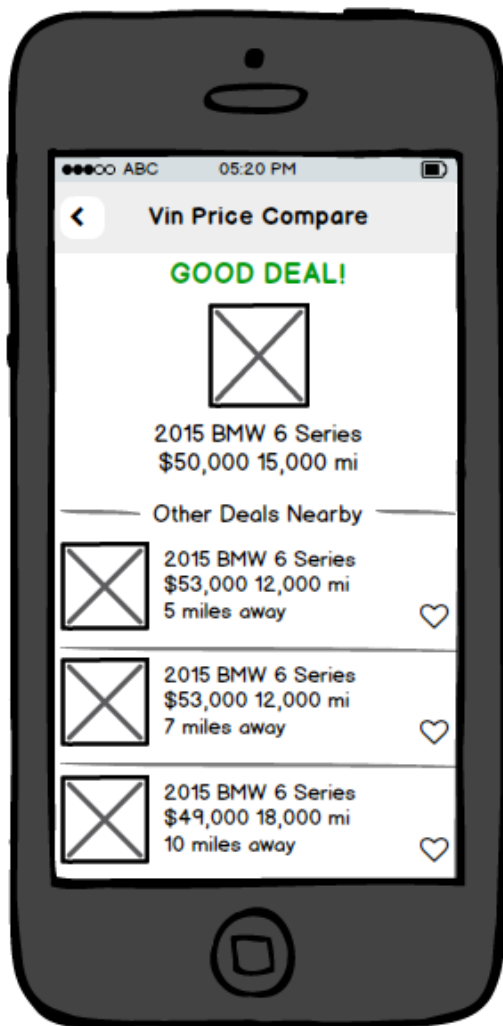 ABC 05:20 PM
Vin Price Compare
GOOD DEAL!
2015 BMW 6 Series
$50,000 15,000 mi
Other Deals Nearby
2015 BMW 6 Series
$53,000 12,000 mi
5 miles away
2015 BMW 6 Series
$53,000 12,000 mi
7 miles away
2015 BMW 6 Series
$49,000 18,000 mi
10 miles away